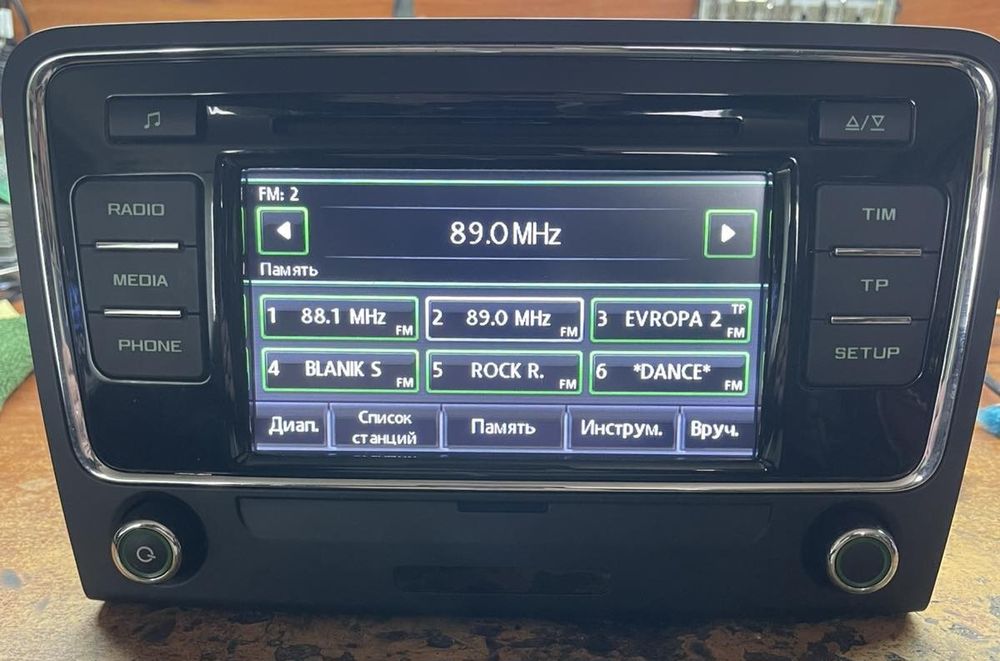 FM: 2
89.0 MHz
Память
1 88.1 MHz FM
2 89.0 MHz FM
3 EVROPA 2 TP FM
4 BLANIK S FM
5 ROCK R. FM
6 *DANCE* FM
Диап.
Список
станций
Память
Инструм.
Вруч.
RADIO
MEDIA
PHONE
TIM
TP
SETUP